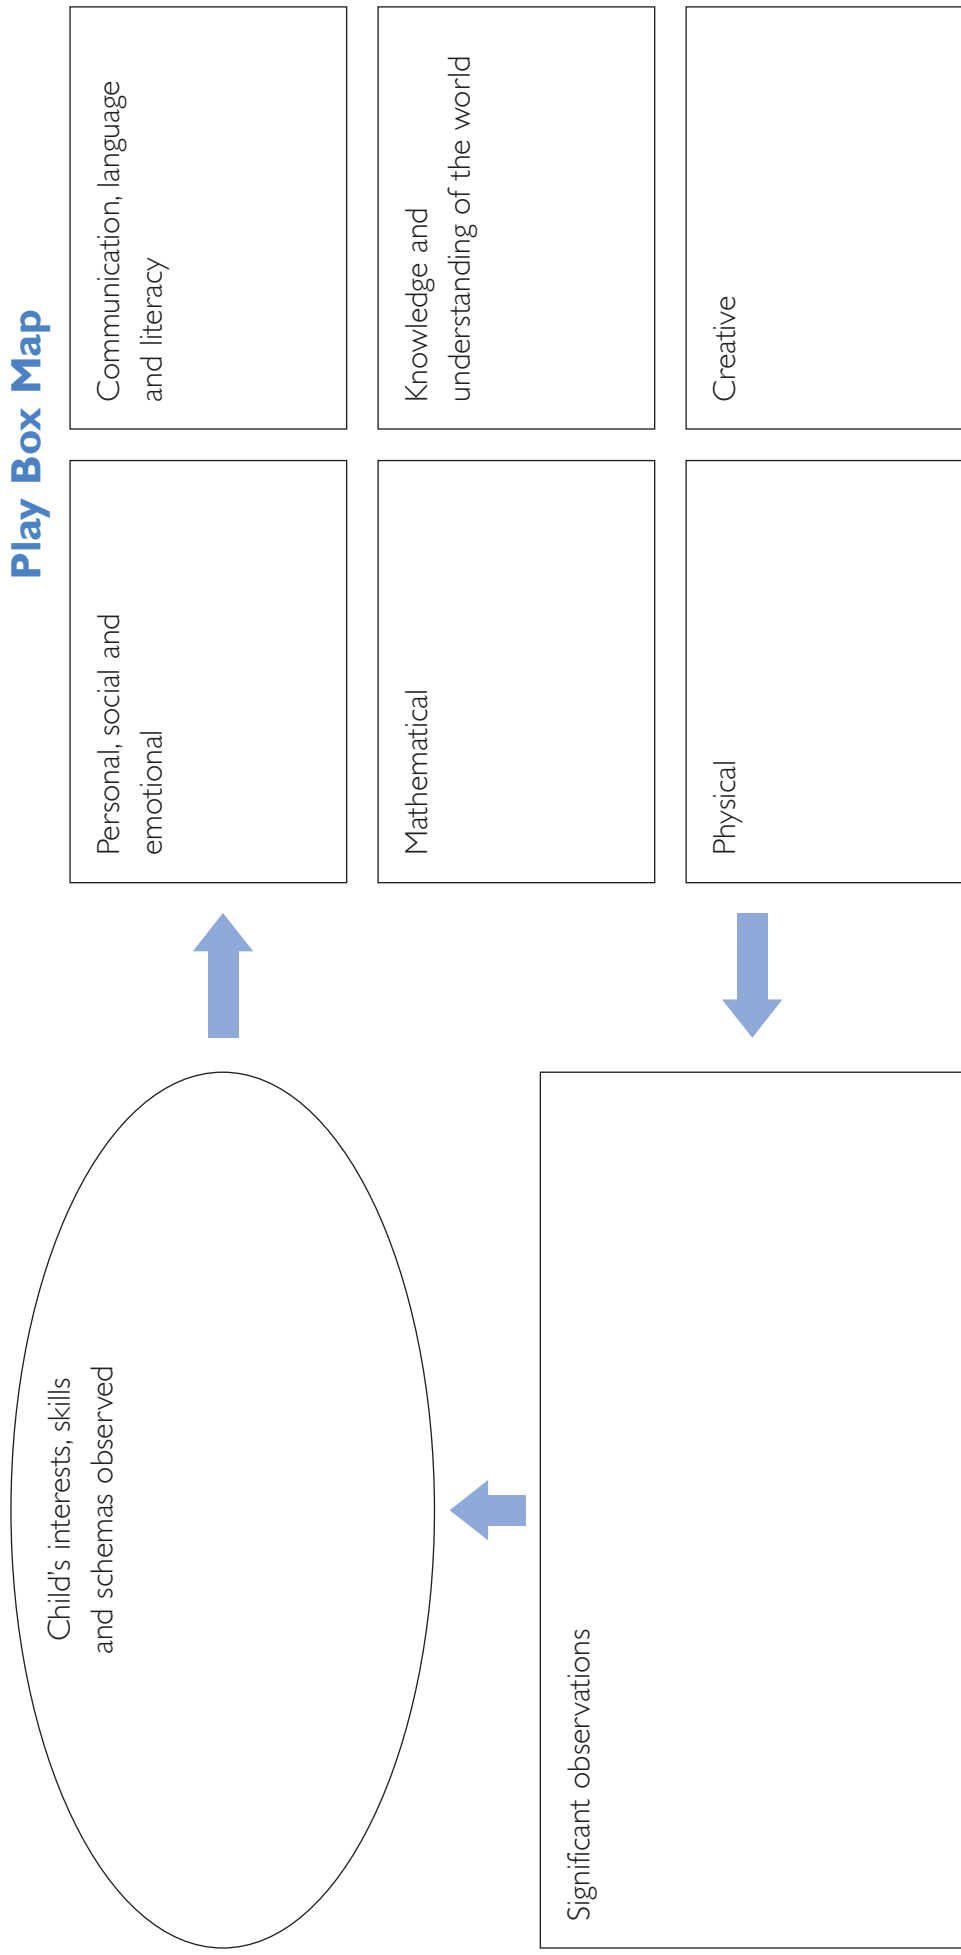 Play Box Map
Child’s interests, skills
and schemas observed
Personal, social and
emotional
Communication, language
and literacy
Mathematical
Knowledge and
understanding of the world
Physical
Creative
Significant observations